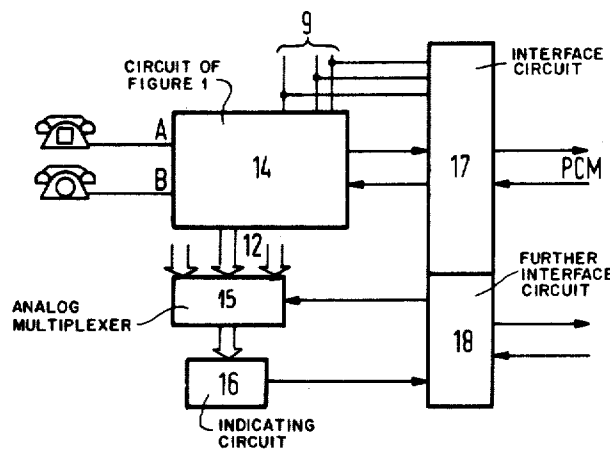 9
CIRCUIT OF
FIGURE 1
INTERFACE
CIRCUIT
A
B
14
17
PCM
12
FURTHER
INTERFACE
CIRCUIT
ANALOG
MULTIPLEXER
15
18
16
INDICATING
CIRCUIT